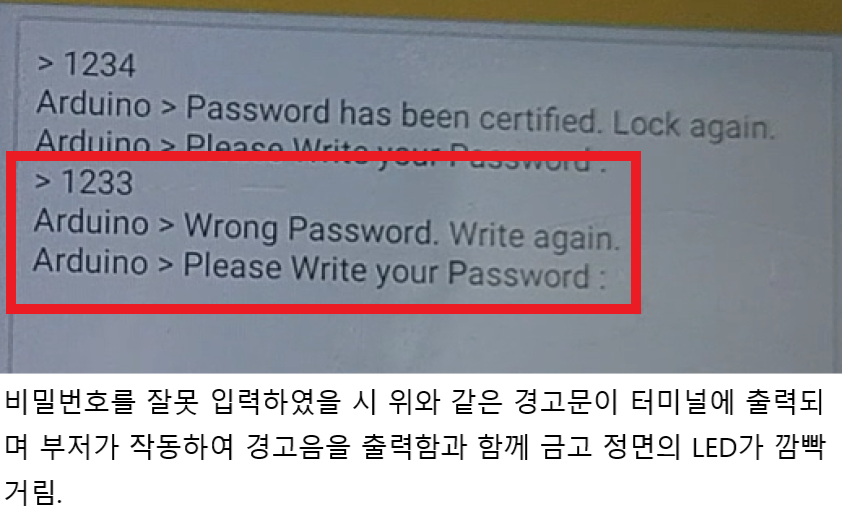 > 1234
Arduino > Password has been certified. Lock again.
Arduino > Please Write your Password :
> 1233
Arduino > Wrong Password. Write again.
Arduino > Please Write your Password :
비밀번호를 잘못 입력하였을 시 위와 같은 경고문이 터미널에 출력되
며 부저가 작동하여 경고음을 출력함과 함께 금고 정면의 LED가 깜빡
거림.